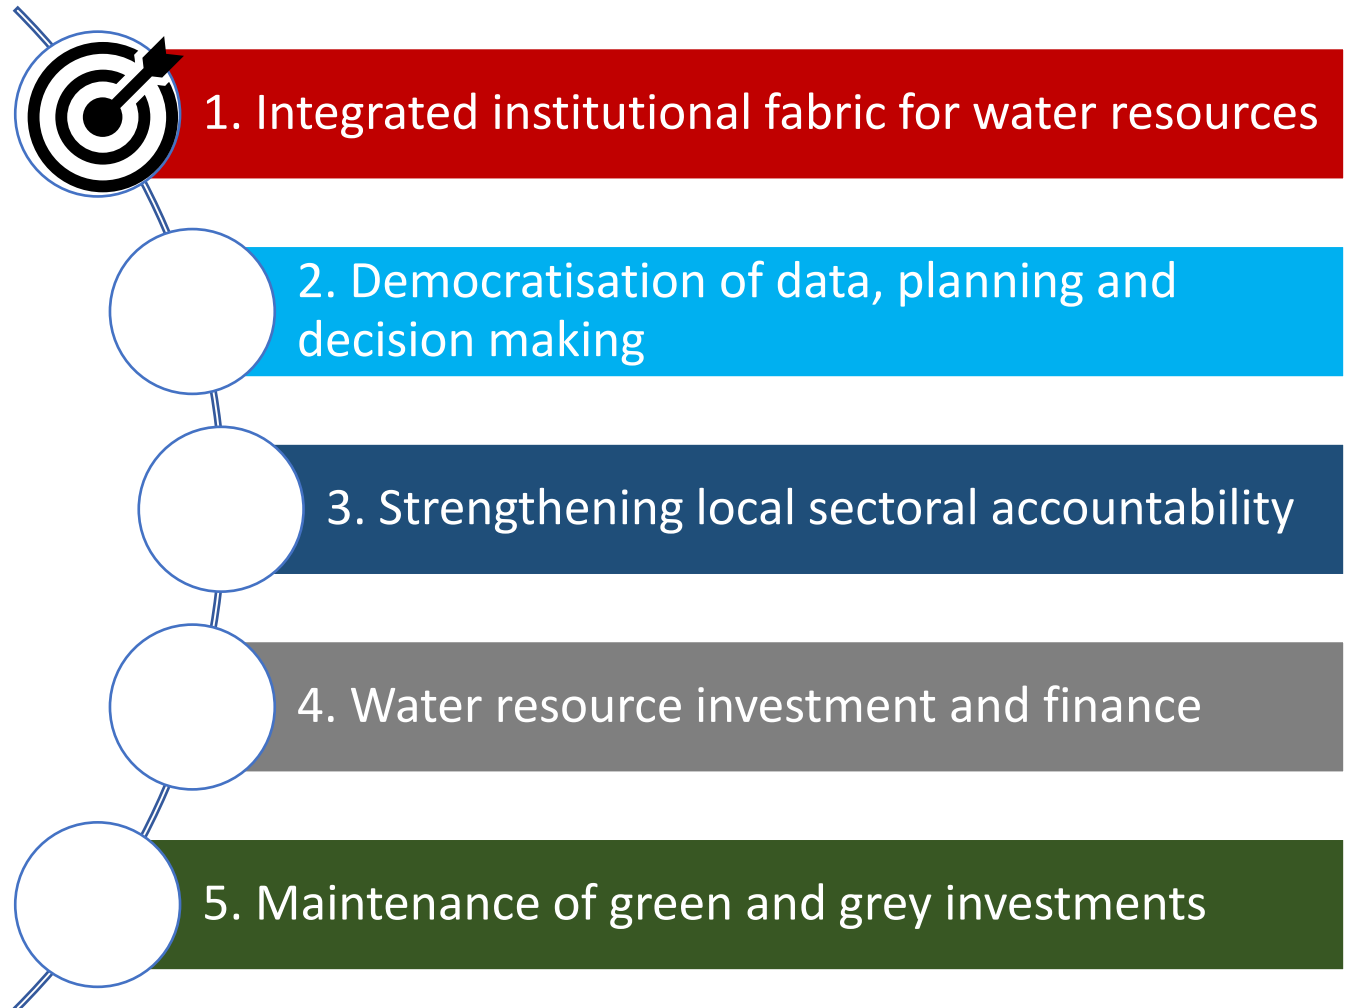 1. Integrated institutional fabric for water resources
2. Democratisation of data, planning and
decision making
3. Strengthening local sectoral accountability
4. Water resource investment and finance
5. Maintenance of green and grey investments